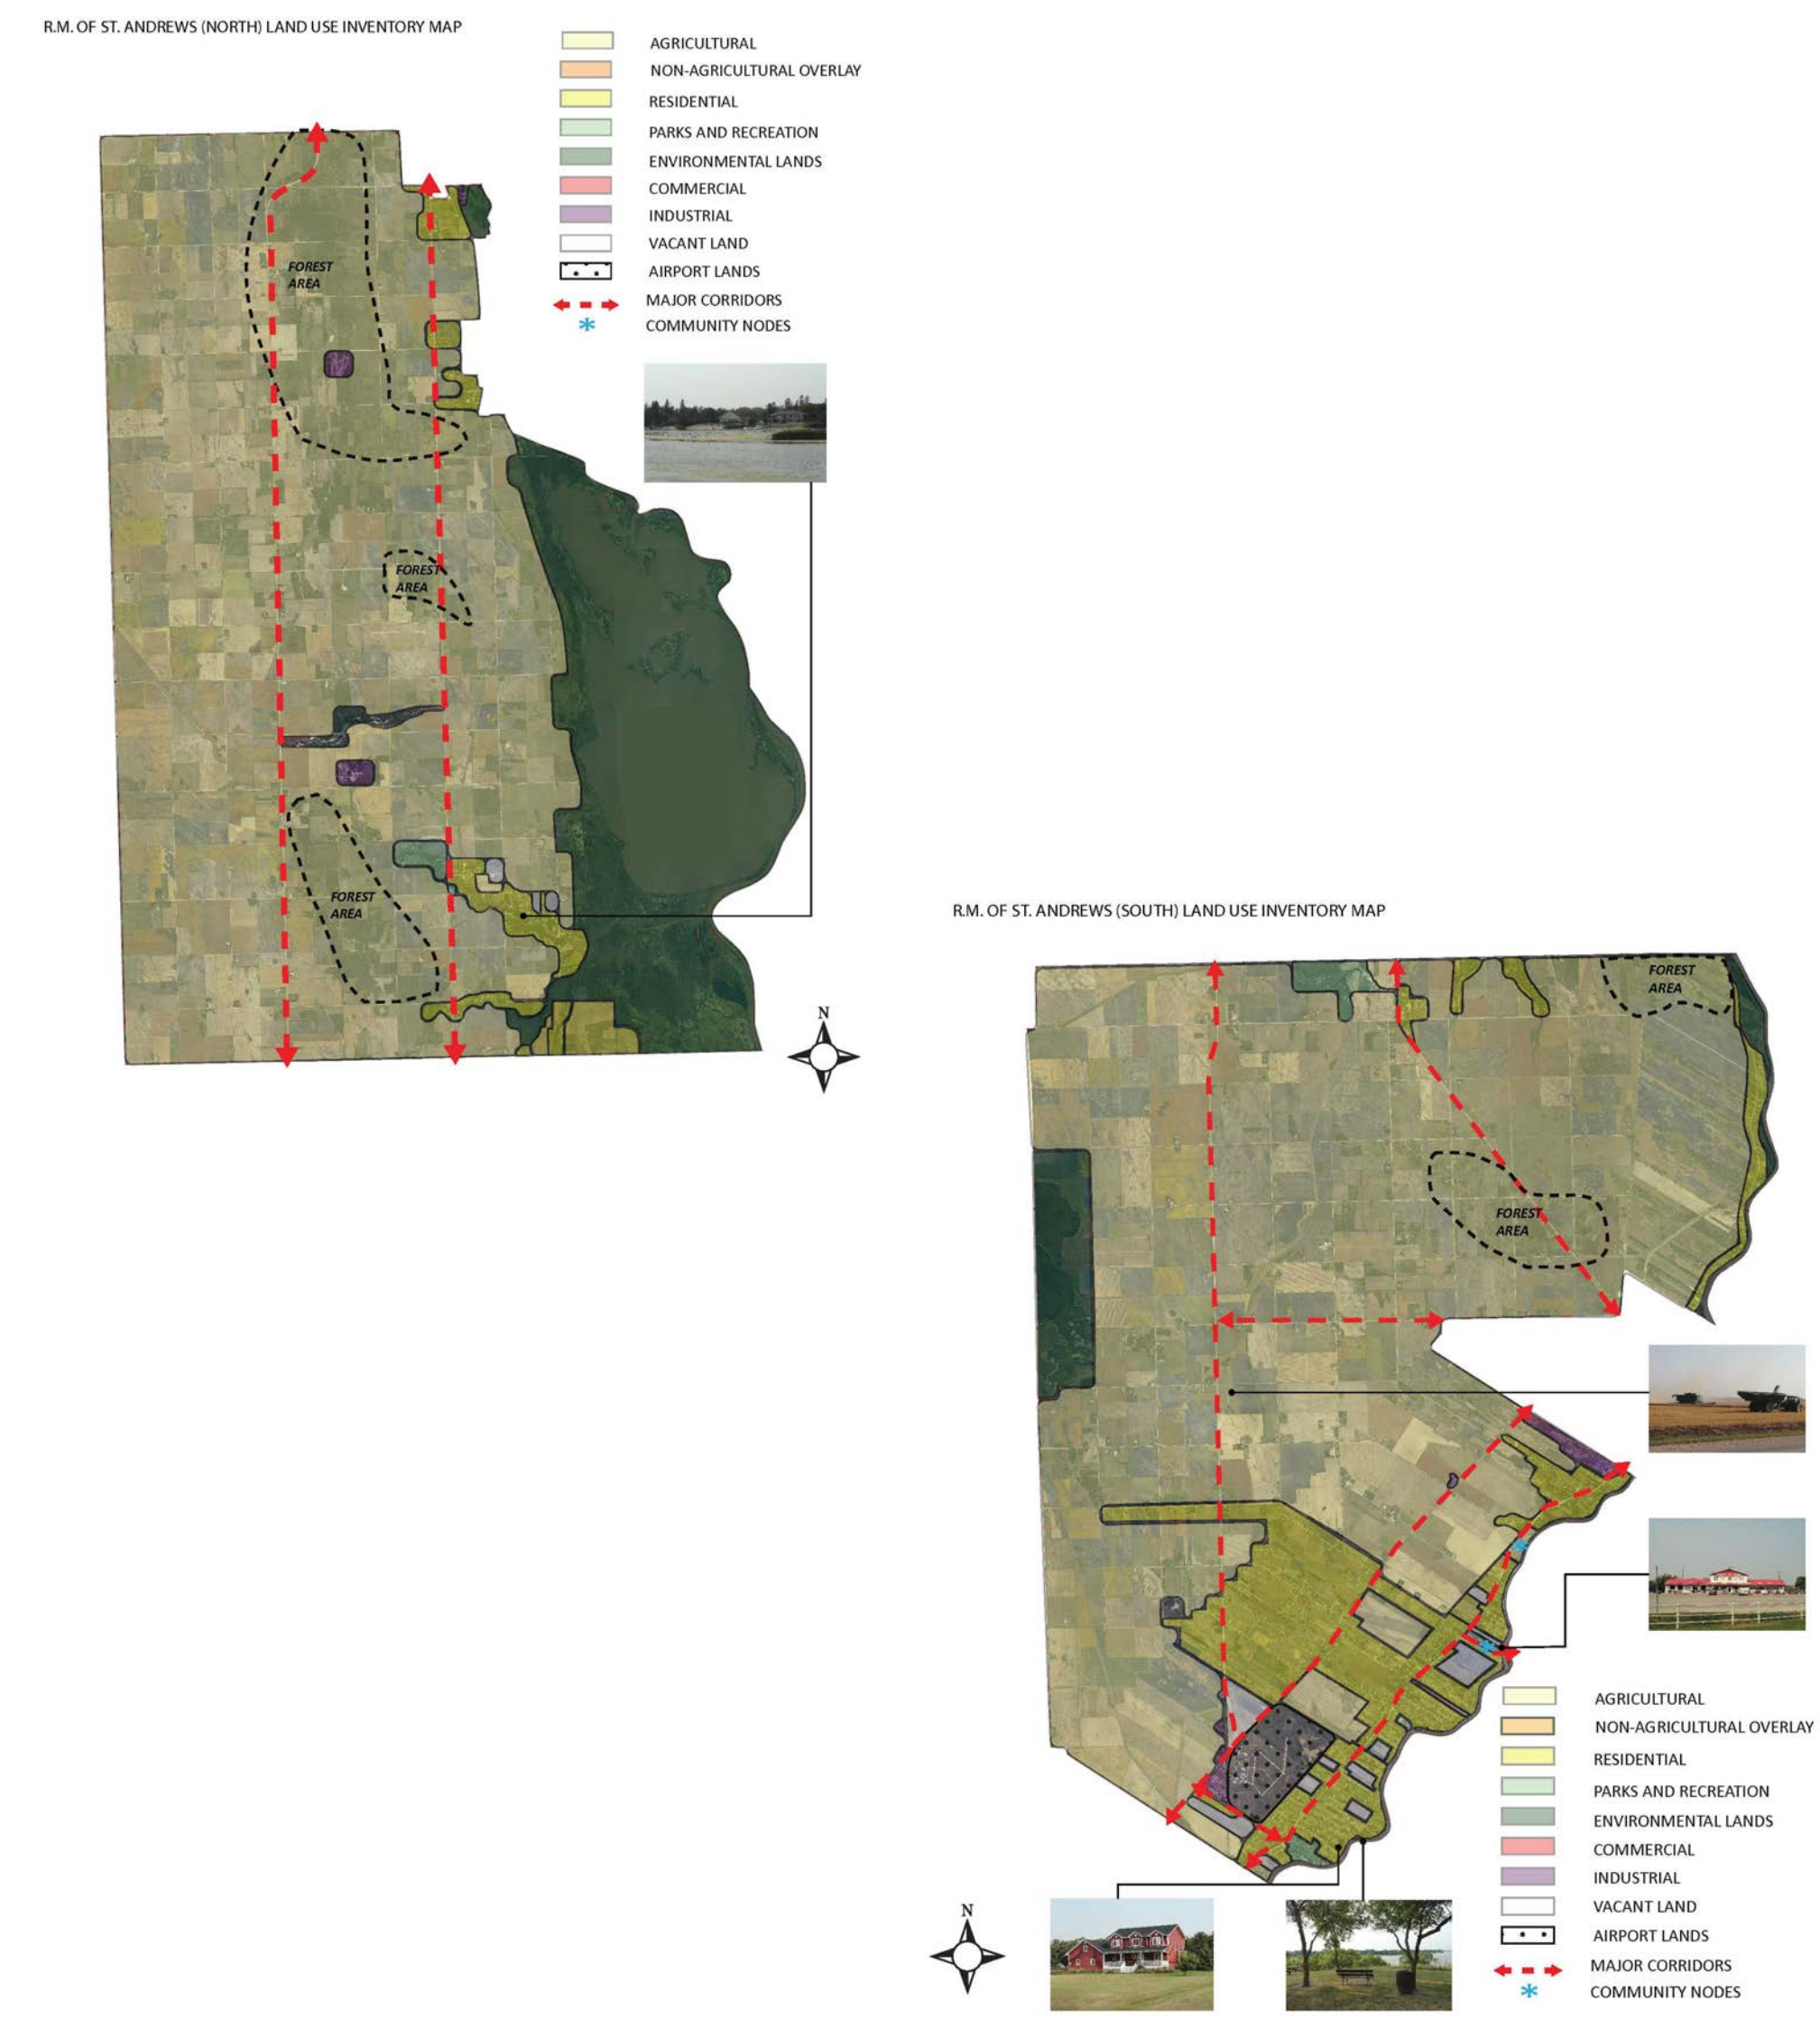 R.M. OF ST. ANDREWS (NORTH) LAND USE INVENTORY MAP
AGRICULTURAL
NON-AGRICULTURAL OVERLAY
RESIDENTIAL
PARKS AND RECREATION
ENVIRONMENTAL LANDS
COMMERCIAL
INDUSTRIAL
VACANT LAND
AIRPORT LANDS
MAJOR CORRIDORS
COMMUNITY NODES
FOREST
AREA
FOREST
AREA
FOREST
AREA
N
R.M. OF ST. ANDREWS (SOUTH) LAND USE INVENTORY MAP
FOREST
AREA
FOREST
AREA
AGRICULTURAL
NON-AGRICULTURAL OVERLAY
RESIDENTIAL
PARKS AND RECREATION
ENVIRONMENTAL LANDS
COMMERCIAL
INDUSTRIAL
VACANT LAND
AIRPORT LANDS
MAJOR CORRIDORS
COMMUNITY NODES
N